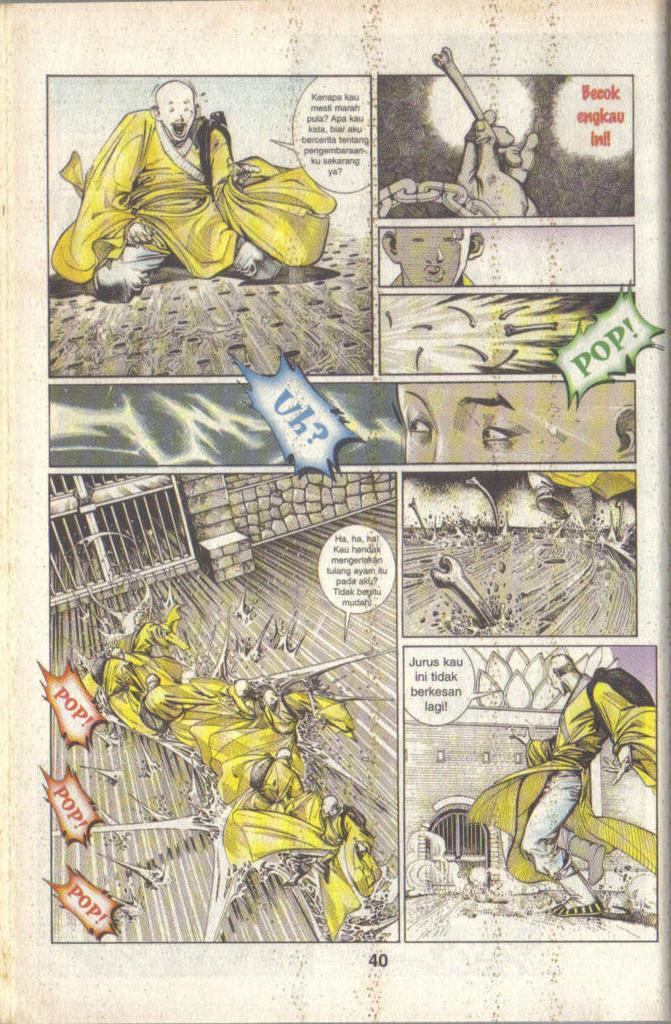 Kenapa kau
mesti marah
pula? Apa kau
kata, biar aku
bercerita tentang
pengembaraan-
ku sekarang
ya?
Becok
engkau
ini!
POP!
Uh?
Ha, ha, ha!
Kau hendak
mengenakan
tulang ayam itu
pada aku?
Tidak begitu
mudah!
POP!
POP!
POP!
Jurus kau
ini tidak
berkesan
lagi!
40